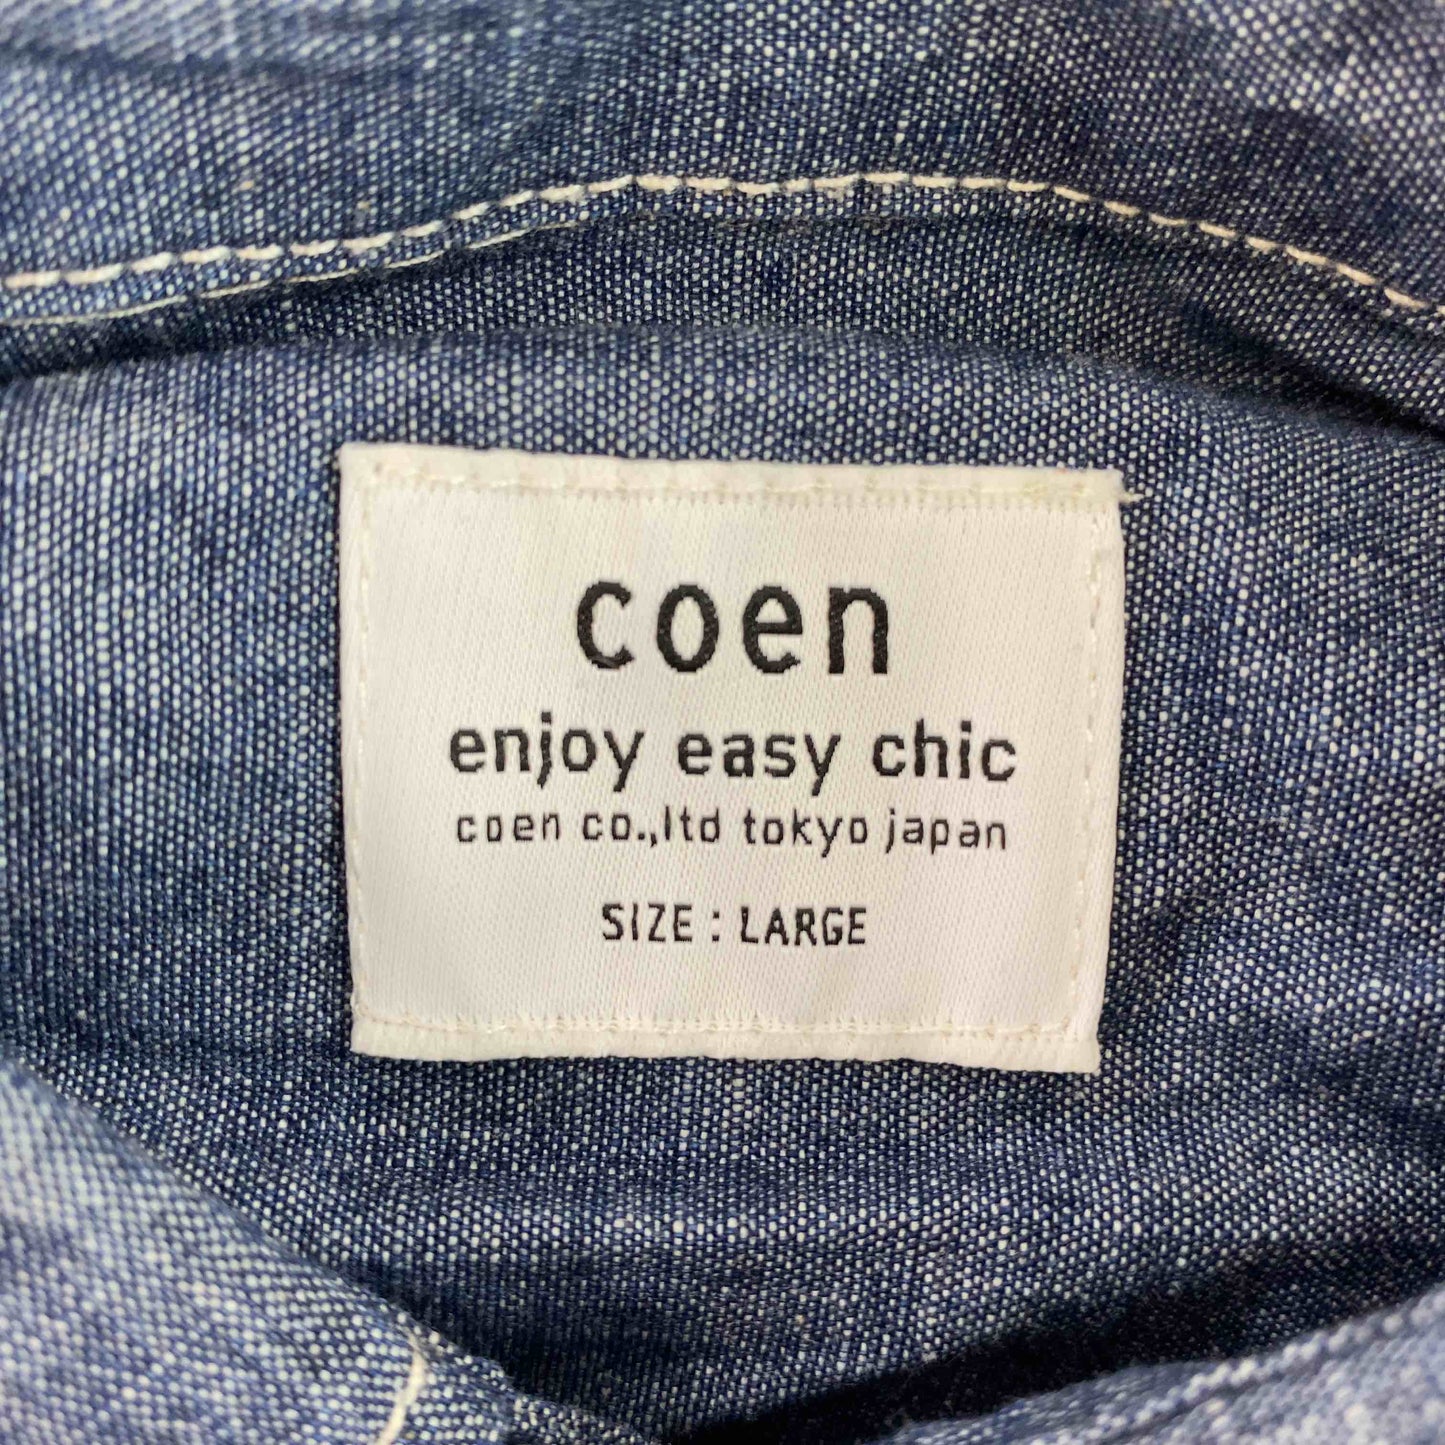 coen
enjoy easy chic
coen co.,ltd tokyo japan
SIZE : LARGE